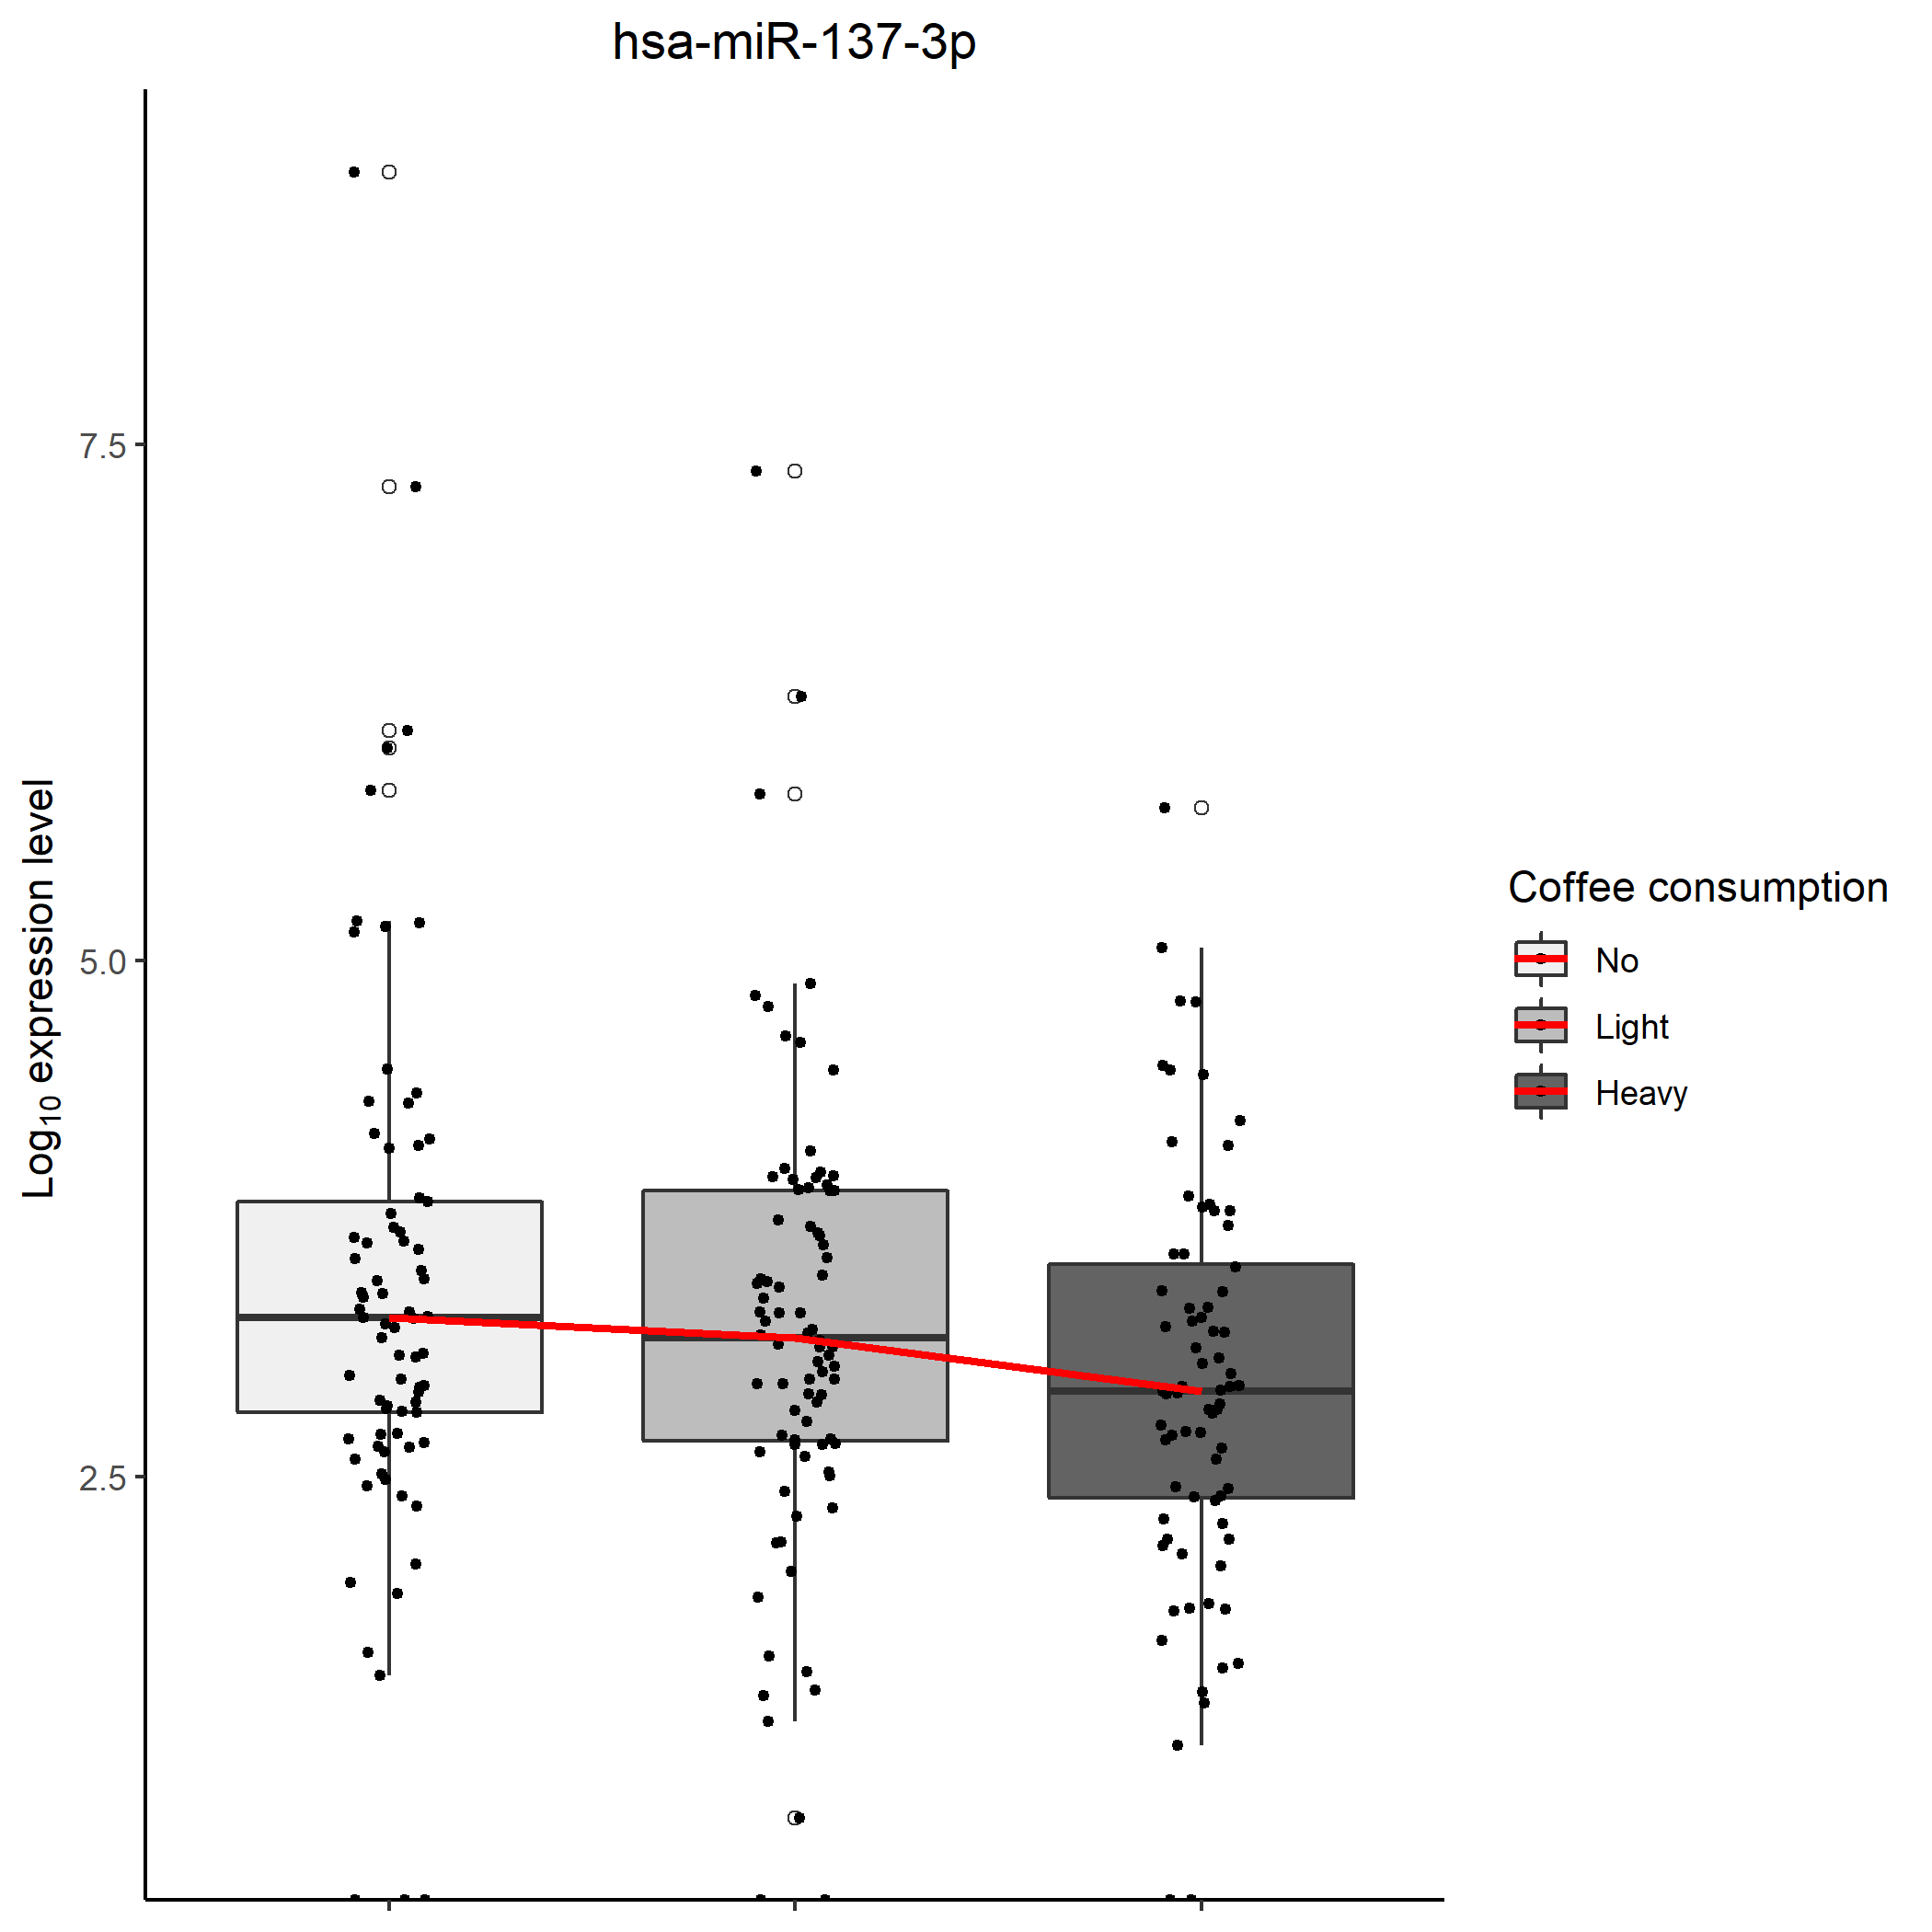 hsa-miR-137-3p
7.5
5.0
2.5
Log₁₀ expression level
Coffee consumption
No
Light
Heavy